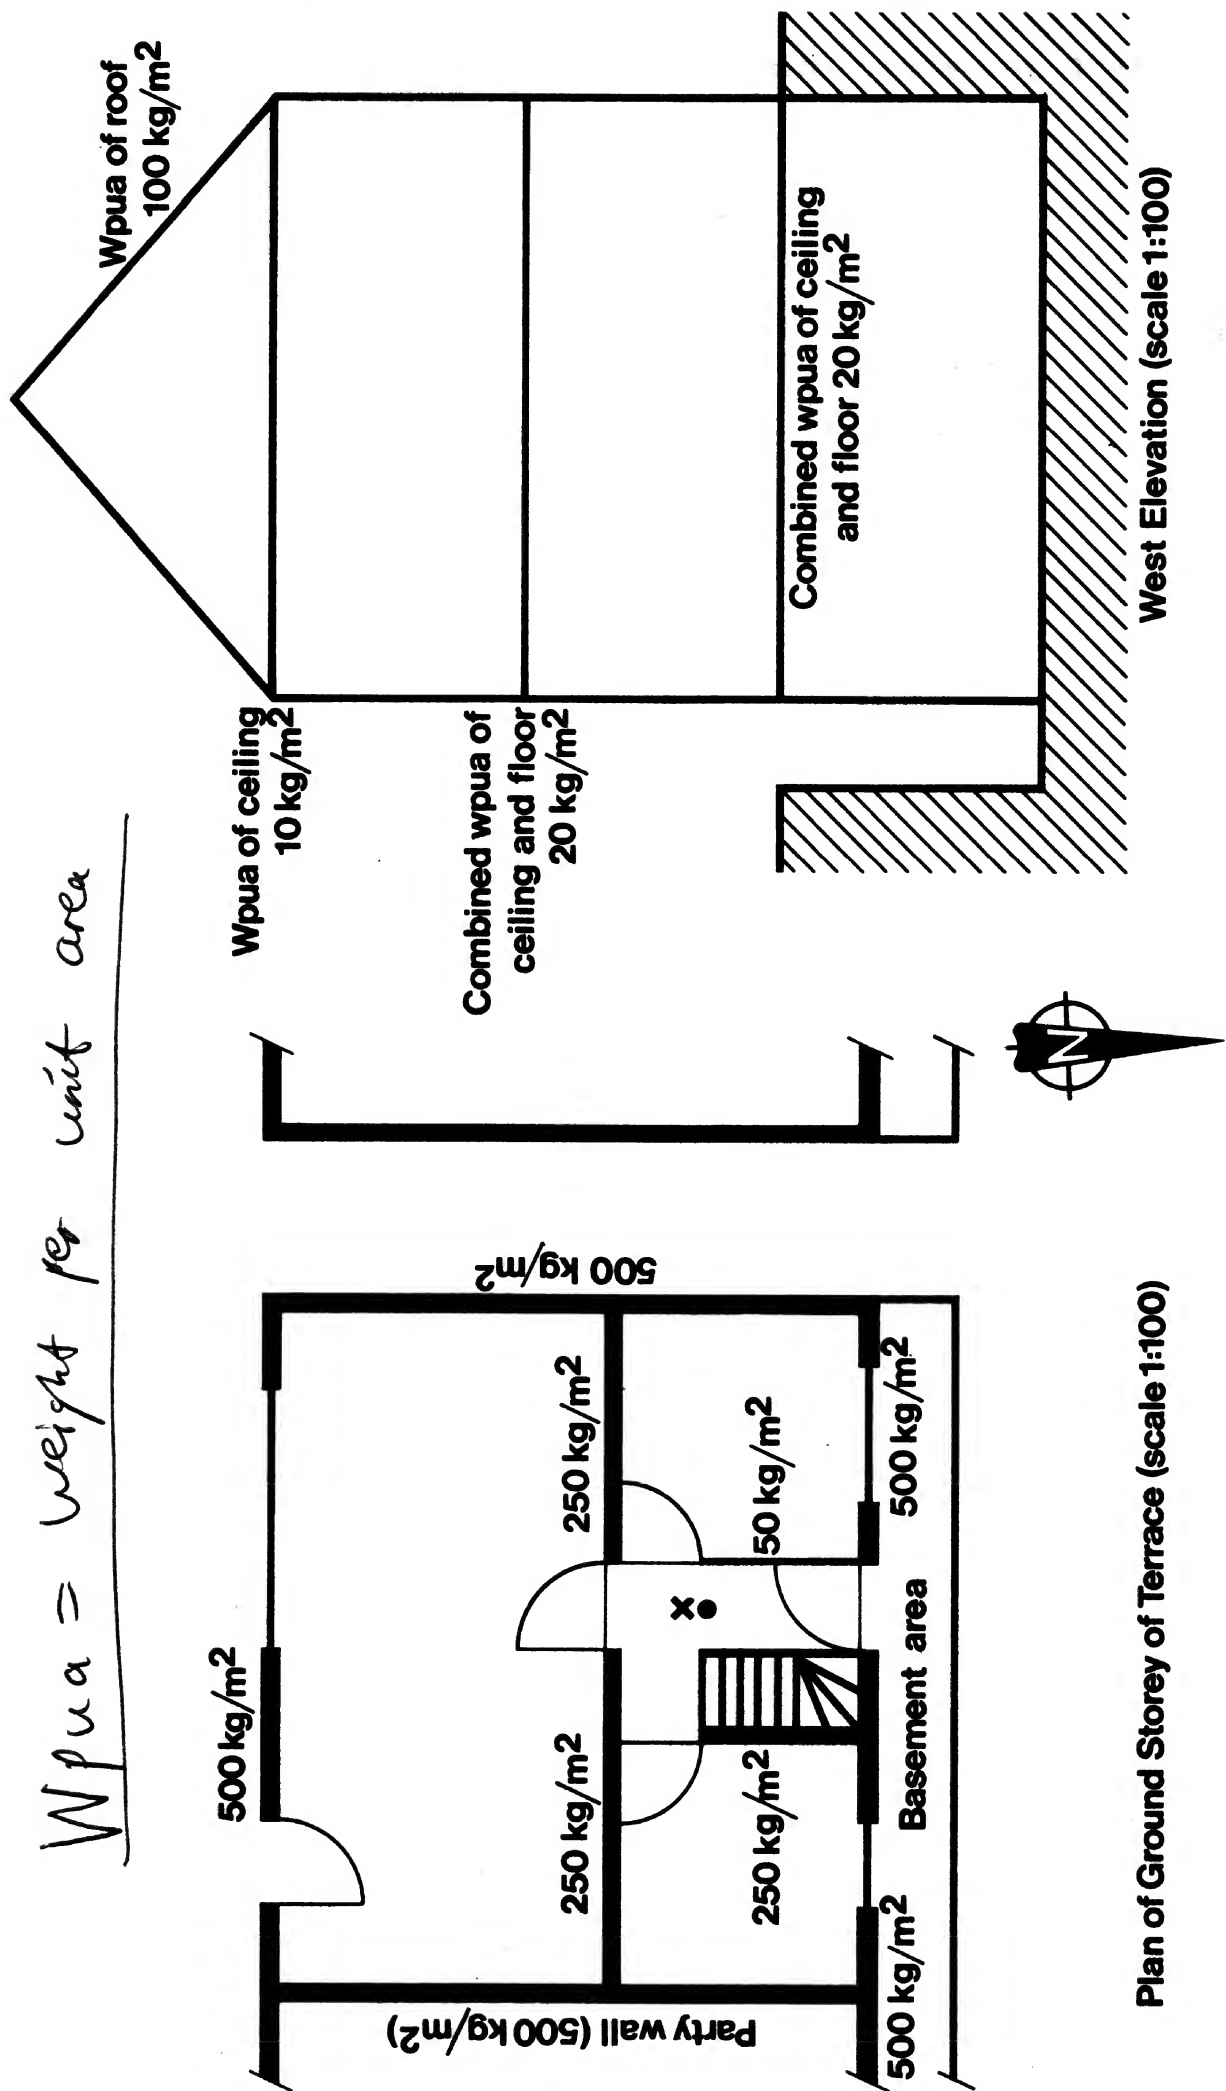 Wpua = weight per unit area
Wpua of roof
100 kg/m2
Wpua of ceiling
10 kg/m2
Combined wpua of
ceiling and floor
20 kg/m2
Combined wpua of ceiling
and floor 20 kg/m2
West Elevation (scale 1:100)
500 kg/m2
500 kg/m2
250 kg/m2
250 kg/m2
50 kg/m2
250 kg/m2
500 kg/m2
500 kg/m2
Party wall (500 kg/m2)
x
Basement area
N
Plan of Ground Storey of Terrace (scale 1:100)